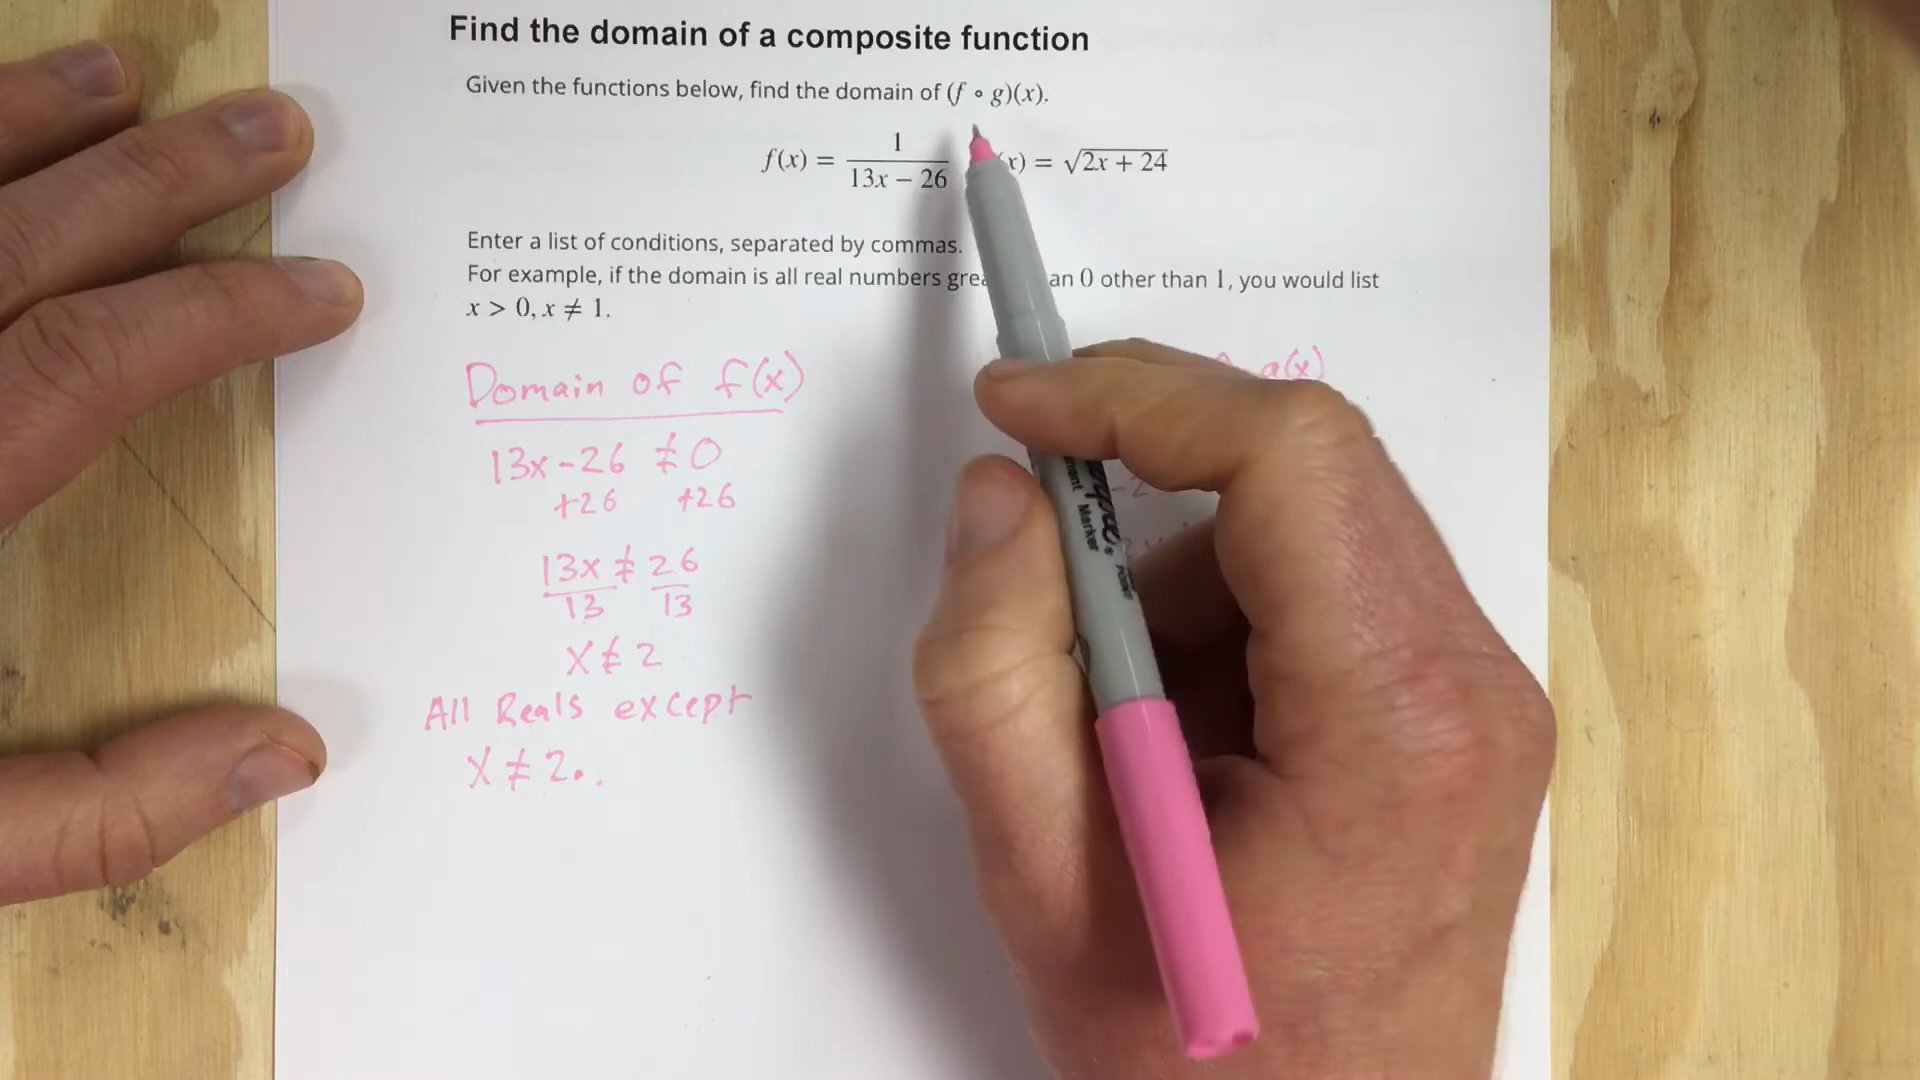 Find the domain of a composite function
Given the functions below, find the domain of (f ∘ g)(x).
f(x) = 1 / 13x − 26 (x) = √2x + 24
Enter a list of conditions, separated by commas.
For example, if the domain is all real numbers 0 other than 1, you would list
x > 0, x ≠ 1.
Domain of f(x) g(x)
13x - 26 ≠ 0
+26 +26
13x ≠ 26
13 13
x ≠ 2
All Reals except
x ≠ 2.
Marker